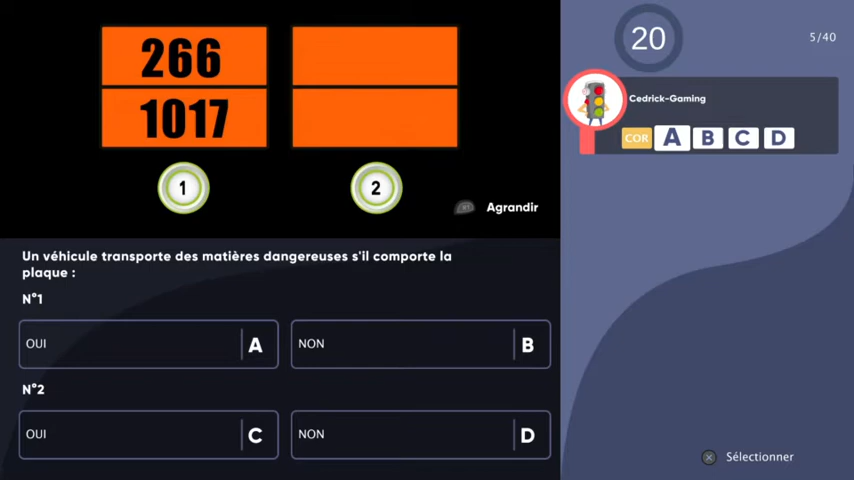 266
1017
1
2
Agrandir
20
5/40
Cedrick-Gaming
COR A B C D
Un véhicule transporte des matières dangereuses s'il comporte la
plaque :
N°1
OUI A
NON B
N°2
OUI C
NON D
Sélectionner